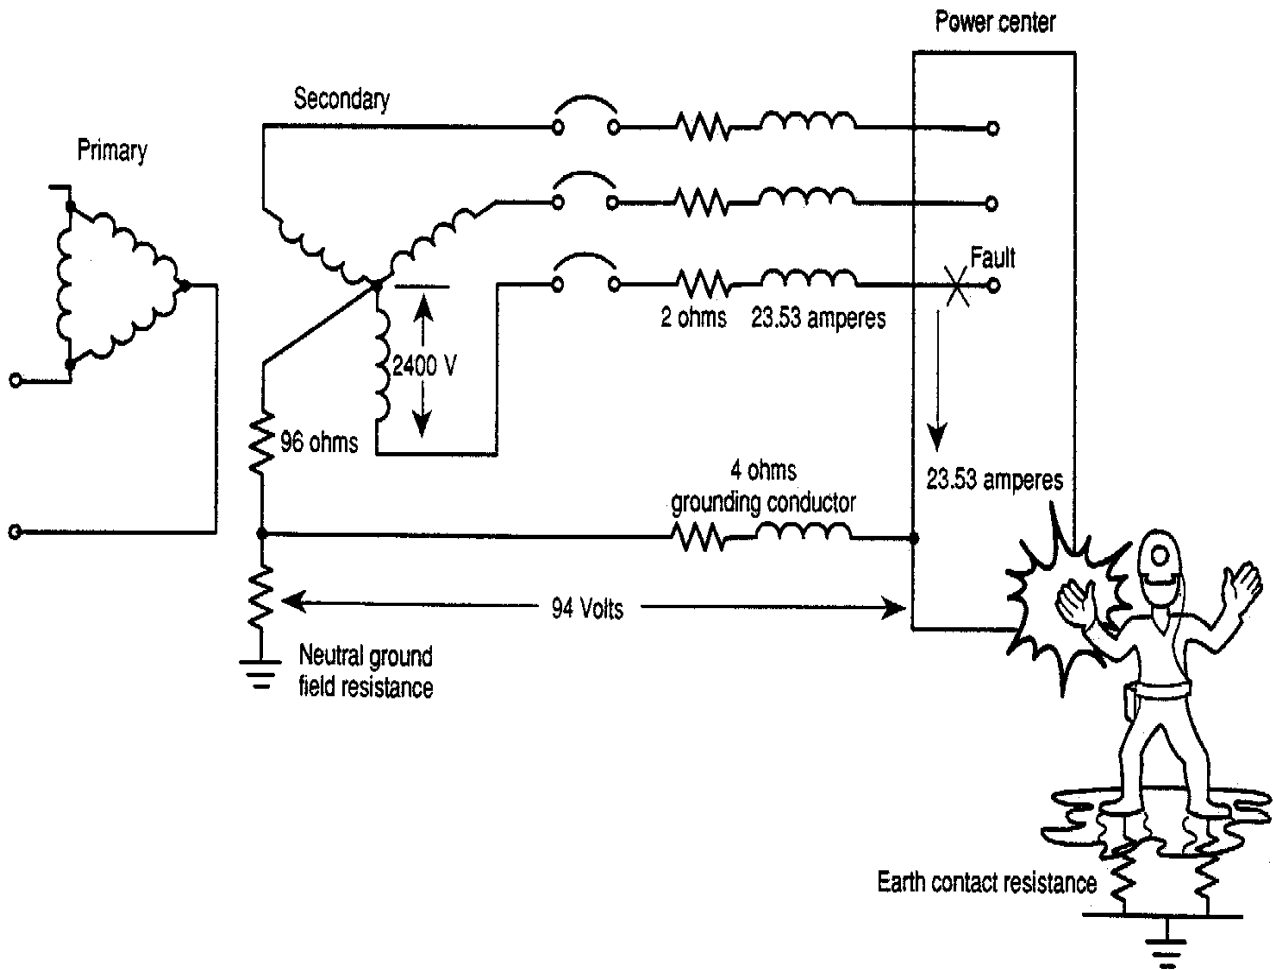 Power center
Secondary
Primary
Fault
2 ohms 23.53 amperes
2400 V
96 ohms
4 ohms
grounding conductor
23.53 amperes
94 Volts
Neutral ground
field resistance
Earth contact resistance